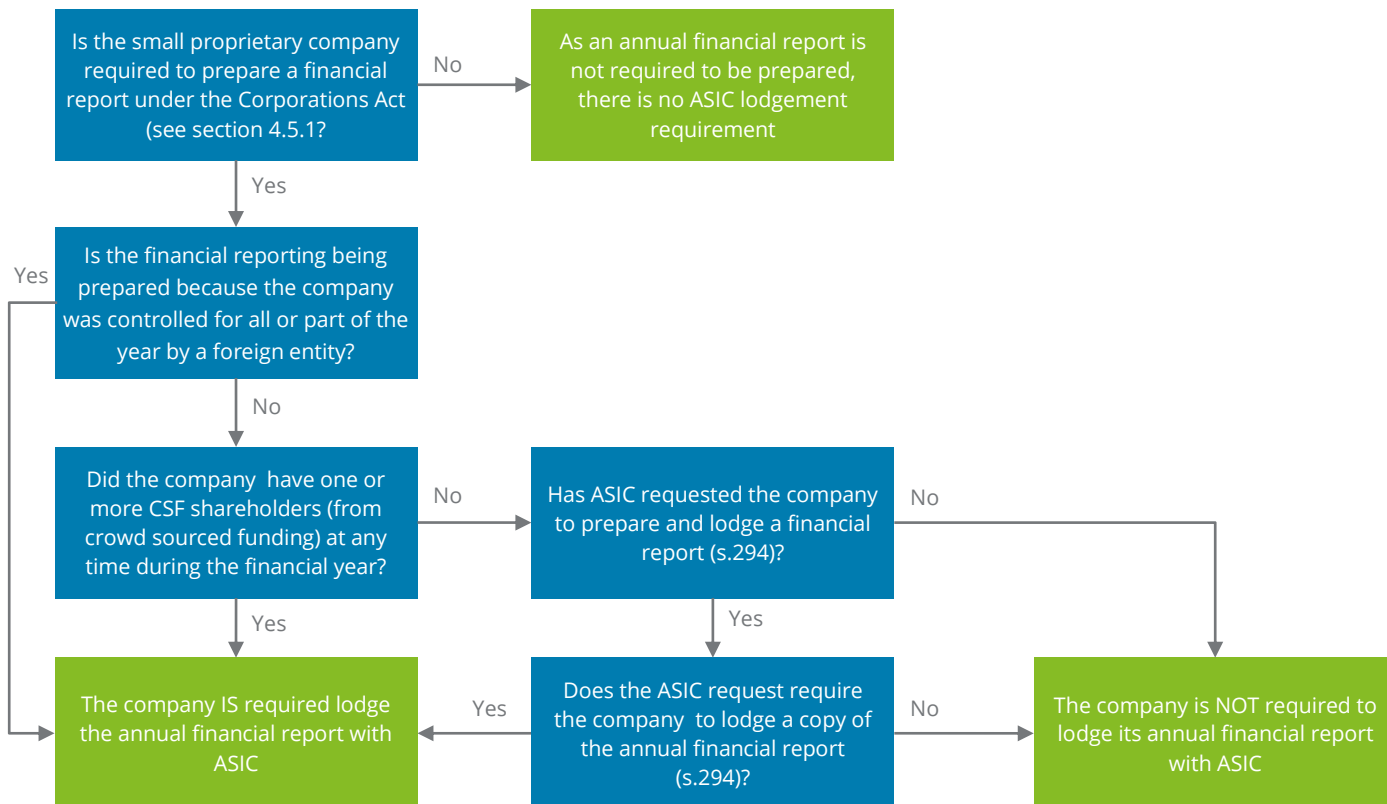 Is the small proprietary company
required to prepare a financial
report under the Corporations Act
(see section 4.5.1?
No
As an annual financial report is
not required to be prepared,
there is no ASIC lodgement
requirement
Yes
Yes
Is the financial reporting being
prepared because the company
was controlled for all or part of the
year by a foreign entity?
No
Did the company have one or
more CSF shareholders (from
crowd sourced funding) at any
time during the financial year?
No
Has ASIC requested the company
to prepare and lodge a financial
report (s.294)?
No
Yes
Yes
The company IS required lodge
the annual financial report with
ASIC
Yes
Does the ASIC request require
the company to lodge a copy of
the annual financial report
(s.294)?
No
The company is NOT required to
lodge its annual financial report
with ASIC